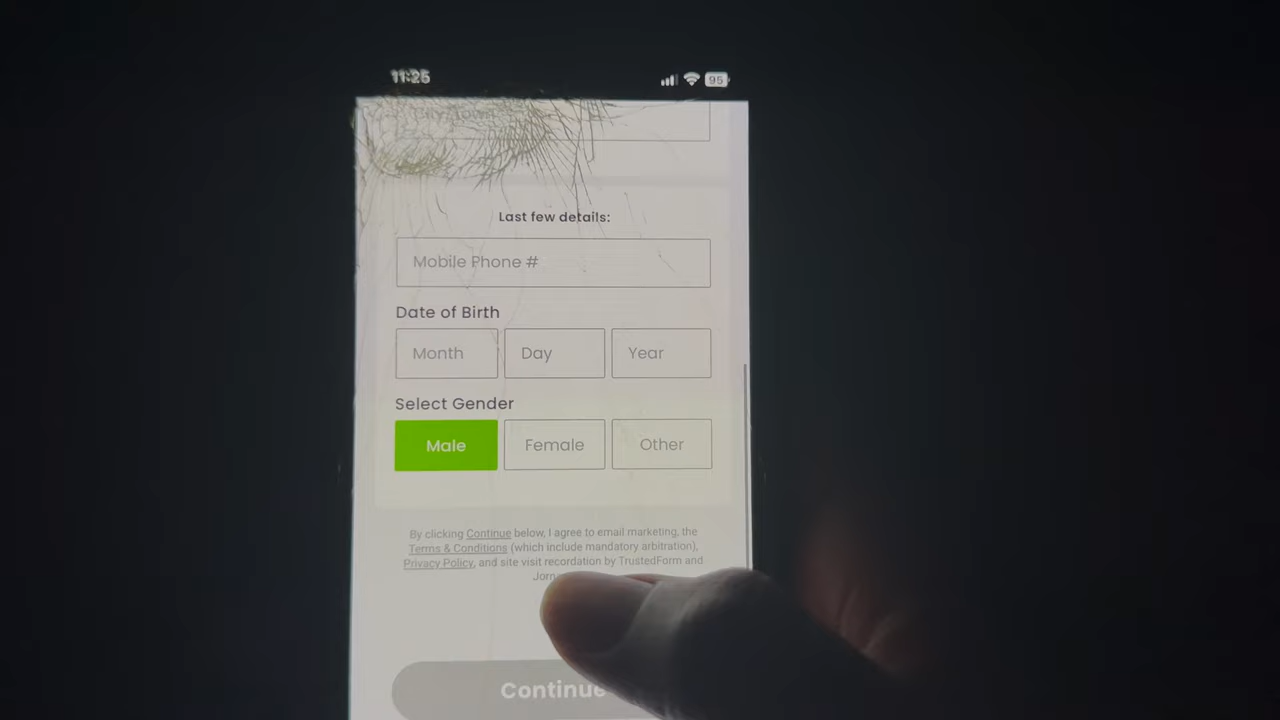 11:25
95
City/Town
Last few details:
Mobile Phone #
Date of Birth
Month
Day
Year
Select Gender
Male
Female
Other
By clicking Continue below, I agree to email marketing, the
Terms & Conditions (which include mandatory arbitration),
Privacy Policy, and site visit recordation by TrustedForm and
Continue